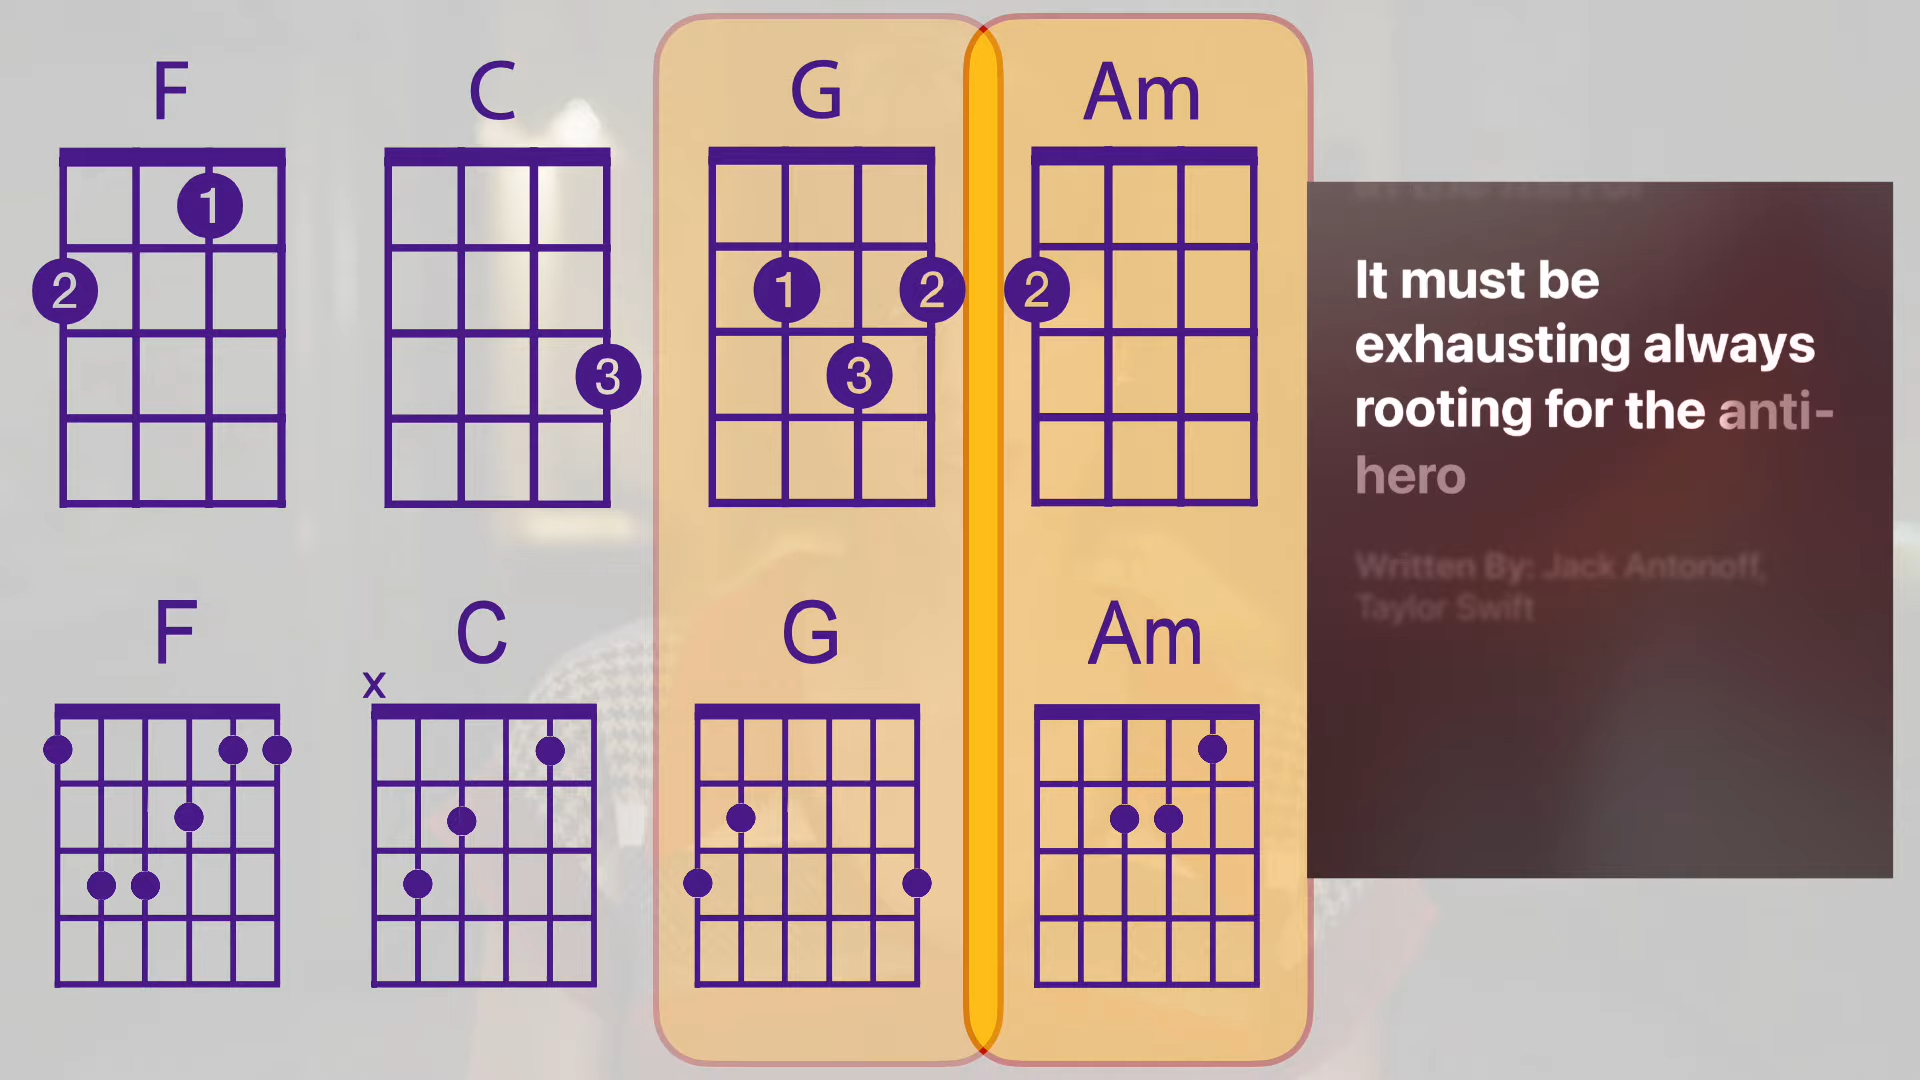 F C G Am
1
2 1 2 2
3 3
It must be
exhausting always
rooting for the anti-
hero
Written By: Jack Antonoff,
Taylor Swift
F C G Am
x